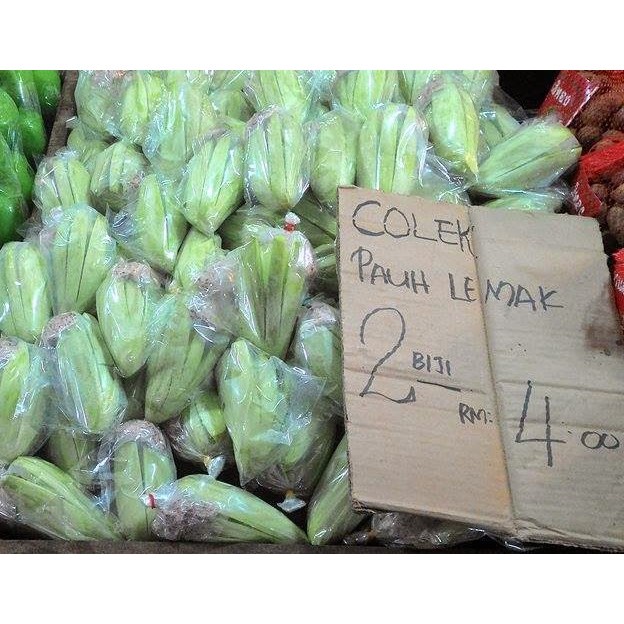 COLEK
PAUH LEMAK
2 BIJI
RM: 4.00